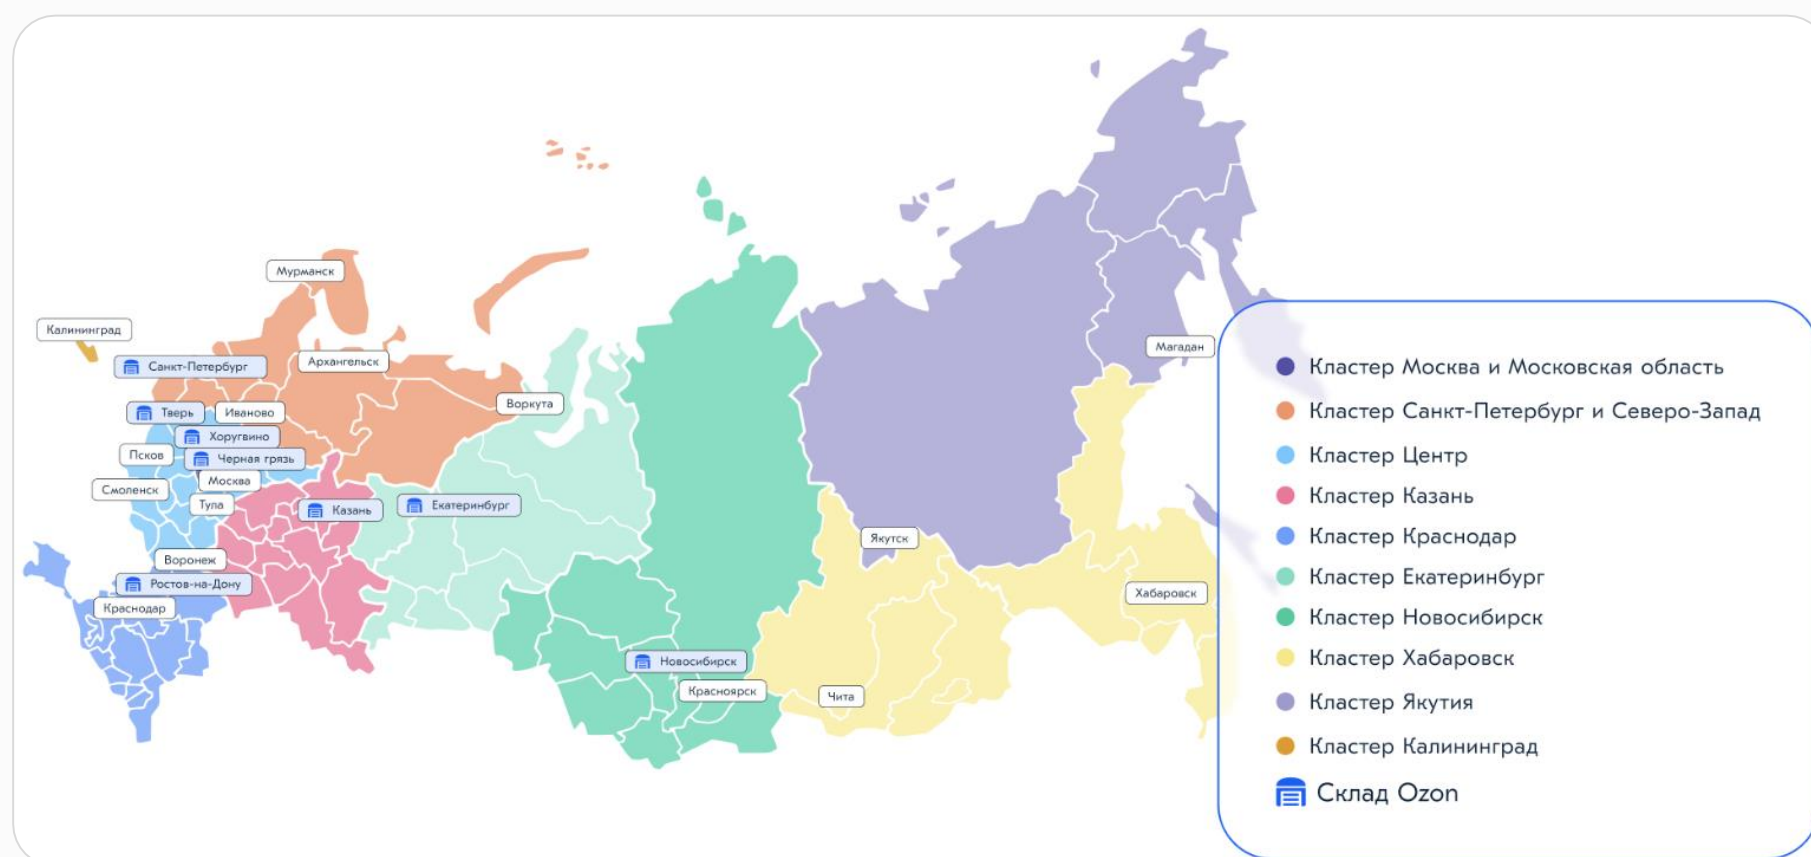 Мурманск
Калининград
Санкт-Петербург
Архангельск
Воркута
Тверь
Иваново
Хоругвино
Псков
Черная грязь
Москва
Смоленск
Тула
Казань
Екатеринбург
Воронеж
Ростов-на-Дону
Краснодар
Новосибирск
Красноярск
Чита
Якутск
Хабаровск
Магадан
Кластер Москва и Московская область
Кластер Санкт-Петербург и Северо-Запад
Кластер Центр
Кластер Казань
Кластер Краснодар
Кластер Екатеринбург
Кластер Новосибирск
Кластер Хабаровск
Кластер Якутия
Кластер Калининград
Склад Ozon